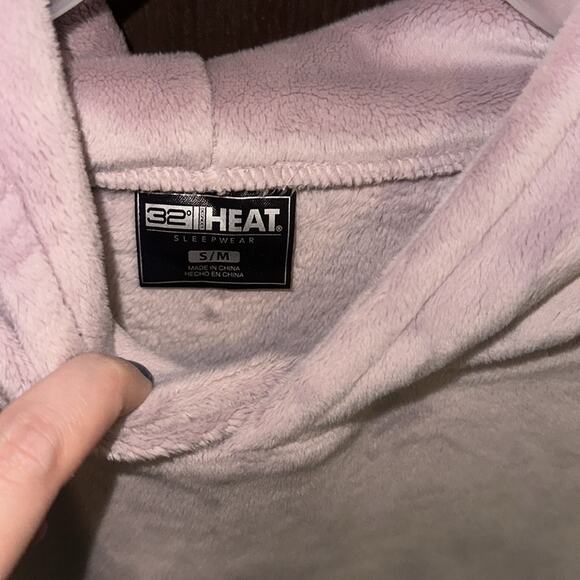 32° HEAT®
SLEEPWEAR
S/M
MADE IN CHINA
HECHO EN CHINA